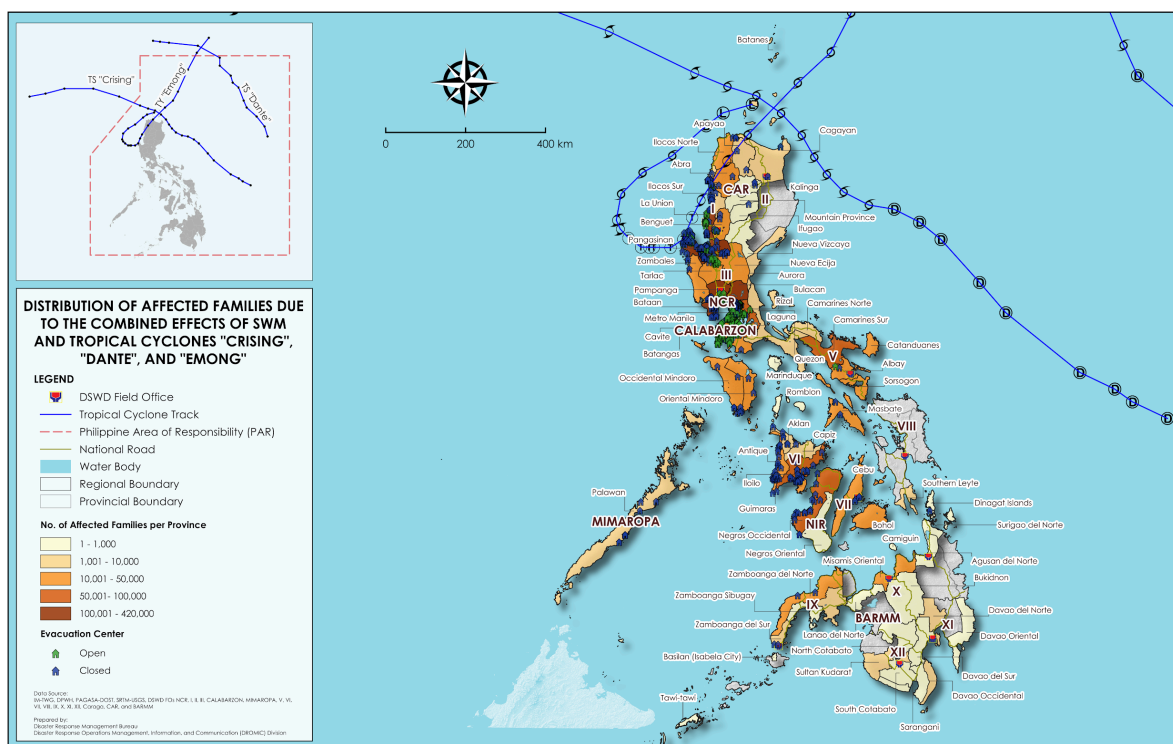 TS "Crising"
TY "Emong"
TS "Dante"
DISTRIBUTION OF AFFECTED FAMILIES DUE
TO THE COMBINED EFFECTS OF SWM
AND TROPICAL CYCLONES "CRISING",
"DANTE", AND "EMONG"
LEGEND
DSWD Field Office
Tropical Cyclone Track
Philippine Area of Responsibility (PAR)
National Road
Water Body
Regional Boundary
Provincial Boundary
No. of Affected Families per Province
1 - 1,000
1,001 - 10,000
10,001 - 50,000
50,001- 100,000
100,001 - 420,000
Evacuation Center
Open
Closed
Data Source:
Prepared by:
Disaster Response Management Bureau
Disaster Response Operations Management, Information, and Communication (DROMIC) Division
0
200
400 km
Batanes
Apayao
Cagayan
Ilocos Norte
Abra
CAR
Ilocos Sur
Kalinga
II
La Union
I
Mountain Province
Benguet
Ifugao
Pangasinan
Nueva Vizcaya
Zambales
Nueva Ecija
Tarlac
III
Aurora
Pampanga
Bulacan
Bataan
NCR
Rizal
Camarines Norte
Metro Manila
Laguna
Camarines Sur
Cavite
CALABARZON
Catanduanes
Batangas
Quezon
V
Albay
Occidental Mindoro
Marinduque
Sorsogon
Oriental Mindoro
Romblon
Masbate
Aklan
VIII
Capiz
Antique
VI
Cebu
Iloilo
Southern Leyte
Palawan
Guimaras
VII
Dinagat Islands
MIMAROPA
NIR
Bohol
Surigao del Norte
Negros Occidental
Camiguin
Negros Oriental
Misamis Oriental
Agusan del Norte
Zamboanga del Norte
X
Bukidnon
Zamboanga Sibugay
IX
Davao del Norte
BARMM
XI
Zamboanga del Sur
Lanao del Norte
Davao Oriental
North Cotabato
XII
Basilan (Isabela City)
Sultan Kudarat
Davao del Sur
Tawi-tawi
Davao Occidental
South Cotabato
Sarangani